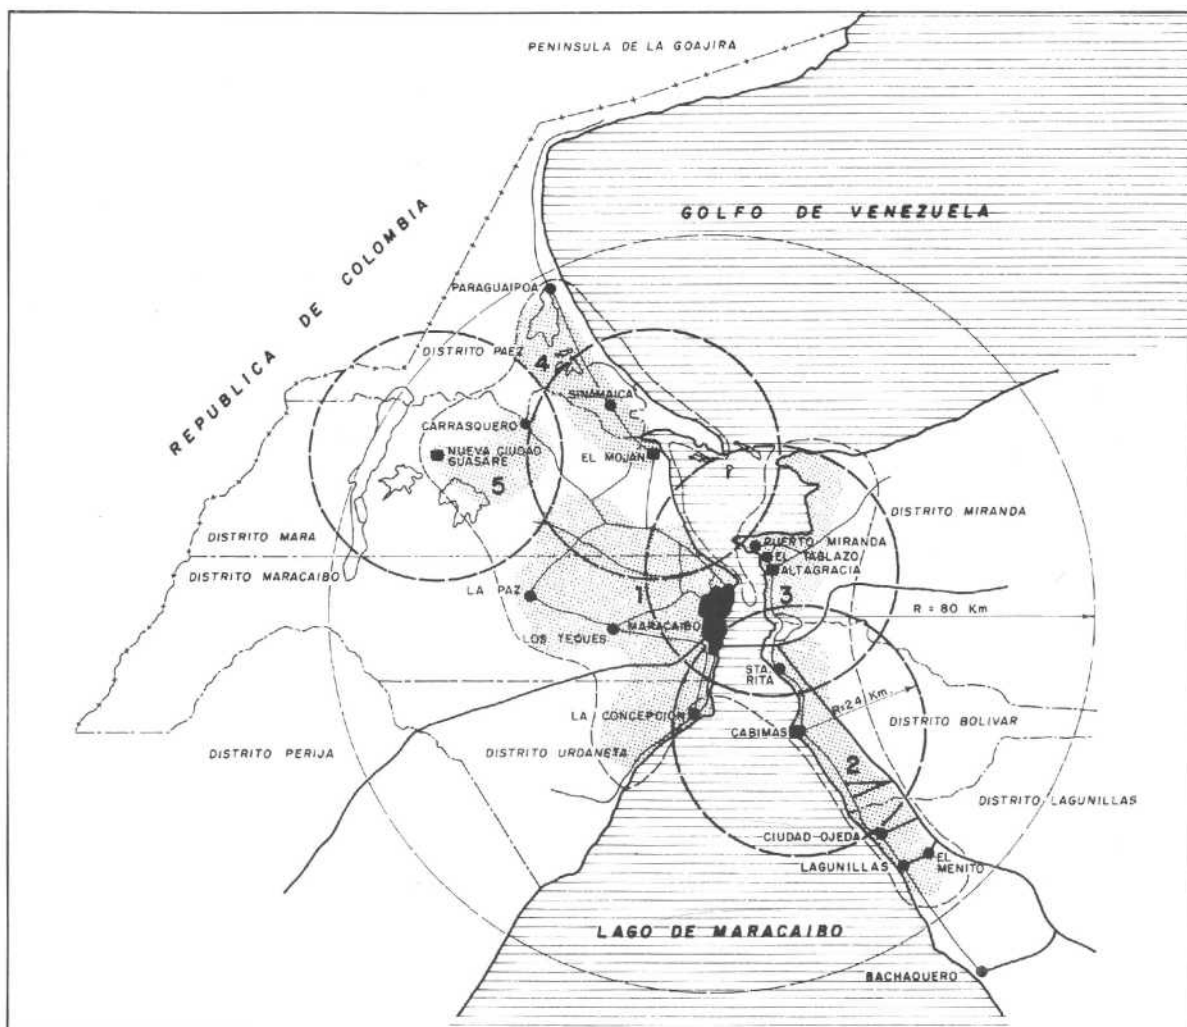 PENINSULA DE LA GOAJIRA
GOLFO DE VENEZUELA
REPUBLICA DE COLOMBIA
PARAGUAIPOA
DISTRITO PAEZ
4
SINAMAICA
CARRASQUERO
NUEVA CIUDAD
GUASARE
EL MOJAN
5
DISTRITO MIRANDA
DISTRITO MARA
PUERTO MIRANDA
EL TABLAZO
ALTAGRACIA
DISTRITO MARACAIBO
LA PAZ
1
3
R = 80 Km
MARACAIBO
LOS TEQUES
STA.
RITA
R=24 Km.
LA CONCEPCION
DISTRITO BOLIVAR
CABIMAS
DISTRITO PERIJA
DISTRITO URDANETA
2
DISTRITO LAGUNILLAS
CIUDAD-OJEDA
EL
MENITO
LAGUNILLAS
LAGO DE MARACAIBO
BACHAQUERO